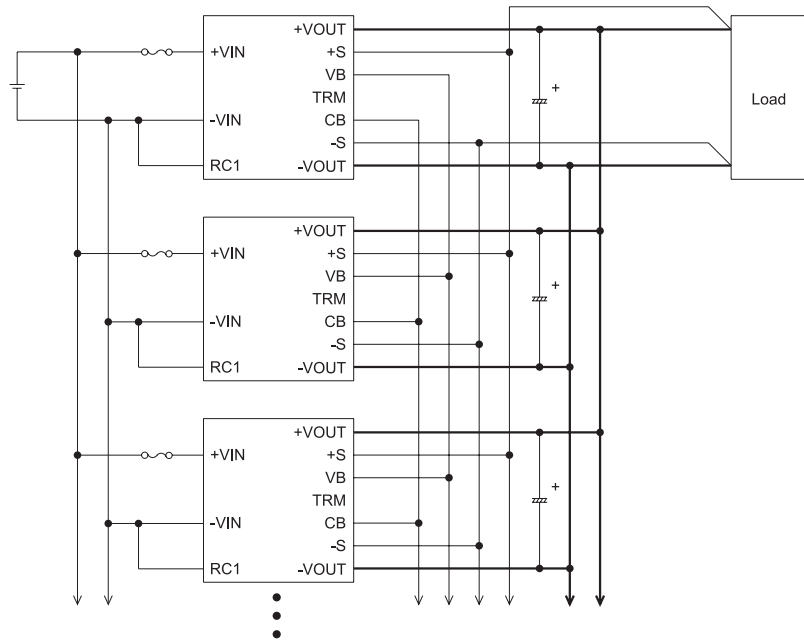 +VOUT
+VIN +S
VB
TRM
-VIN CB
-S
RC1 -VOUT
+
Load
+VOUT
+VIN +S
VB
TRM
-VIN CB
-S
RC1 -VOUT
+
+VOUT
+VIN +S
VB
TRM
-VIN CB
-S
RC1 -VOUT
+